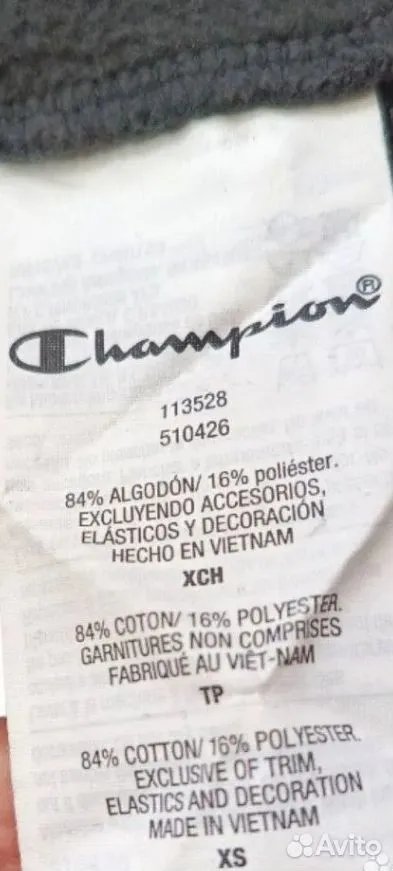 Champion®
113528
510426
84% ALGODÓN/ 16% poliéster.
EXCLUYENDO ACCESORIOS,
ELÁSTICOS Y DECORACIÓN
HECHO EN VIETNAM
XCH
84% COTON/ 16% POLYESTER.
GARNITURES NON COMPRISES
FABRIQUÉ AU VIÊT-NAM
TP
84% COTTON/ 16% POLYESTER.
EXCLUSIVE OF TRIM,
ELASTICS AND DECORATION
MADE IN VIETNAM
XS
Avito